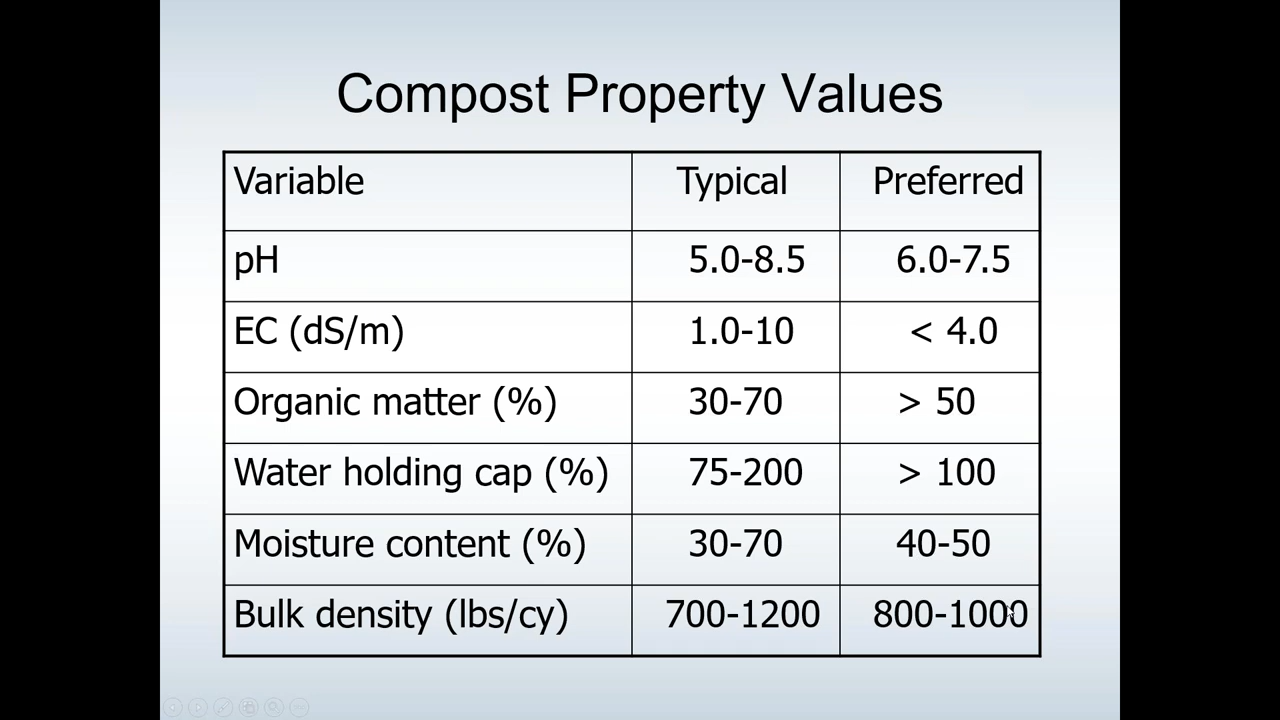 Compost Property Values
Variable Typical Preferred
pH 5.0-8.5 6.0-7.5
EC (dS/m) 1.0-10 < 4.0
Organic matter (%) 30-70 > 50
Water holding cap (%) 75-200 > 100
Moisture content (%) 30-70 40-50
Bulk density (lbs/cy) 700-1200 800-1000